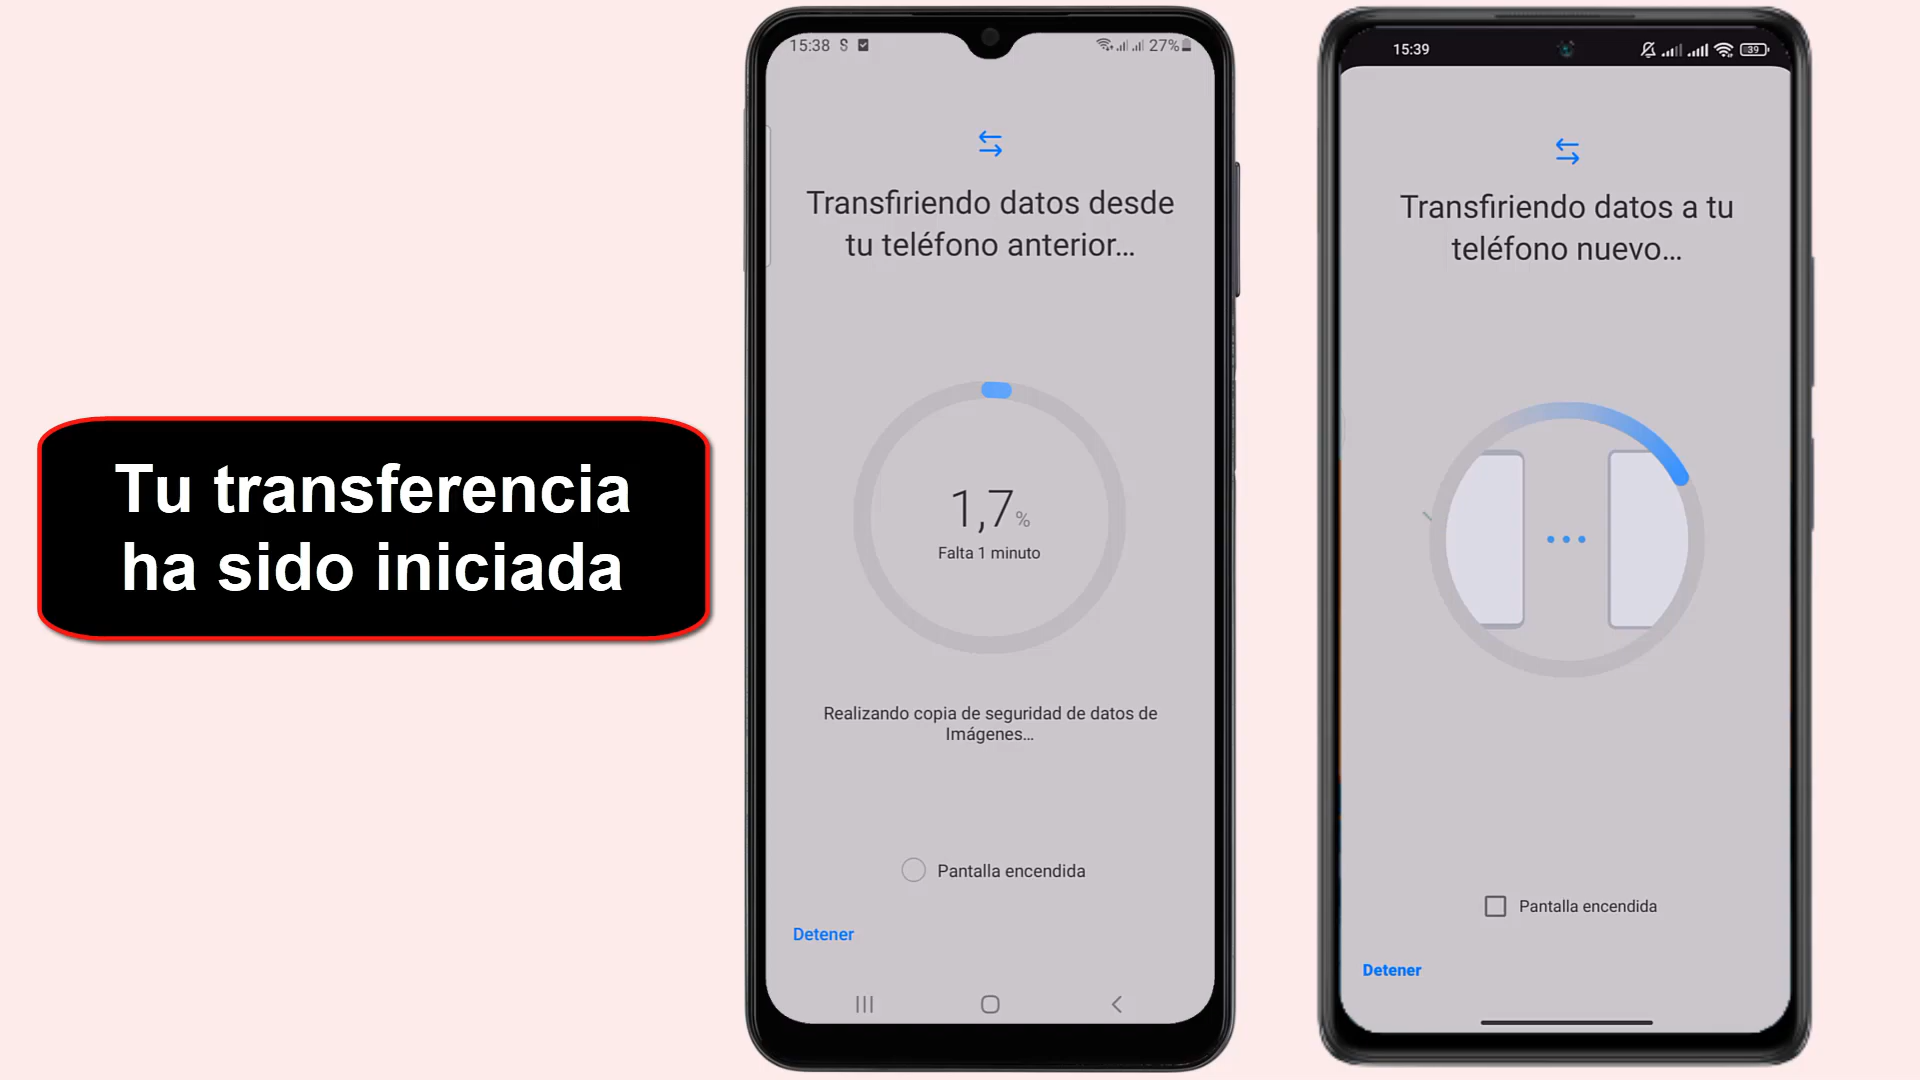 Tu transferencia
ha sido iniciada
15:38
27%
Transfiriendo datos desde
tu teléfono anterior...
1,7%
Falta 1 minuto
Realizando copia de seguridad de datos de
Imágenes...
Pantalla encendida
Detener
15:39
39
Transfiriendo datos a tu
teléfono nuevo...
Pantalla encendida
Detener